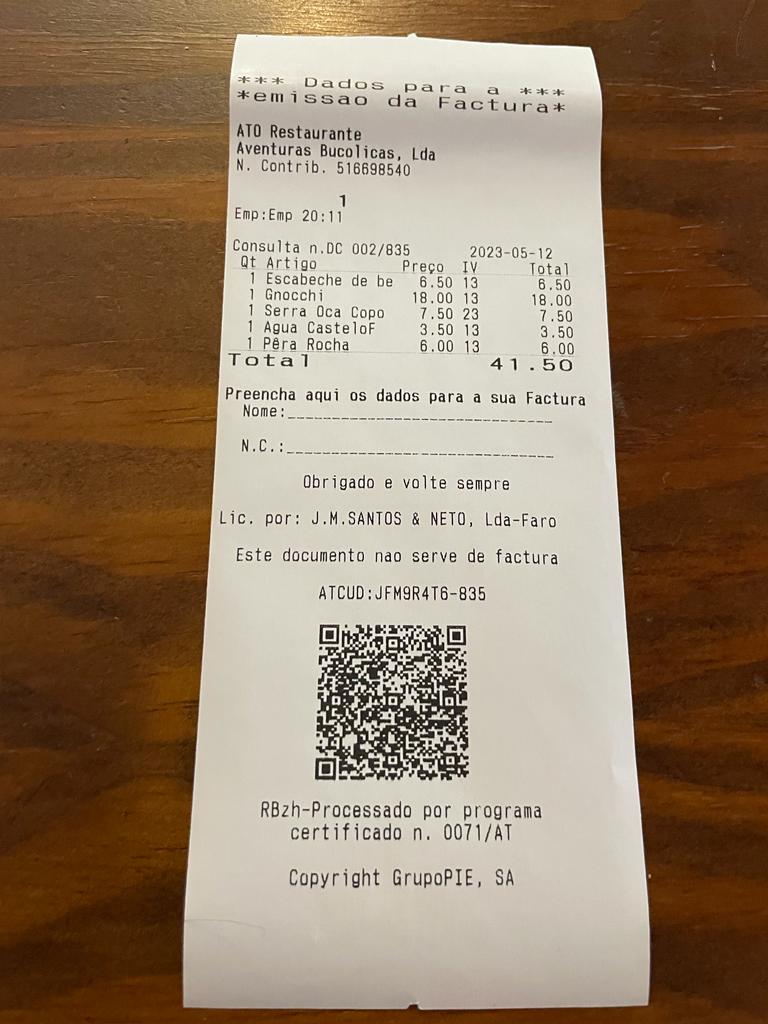 *** Dados para a ***
*emissao da Factura*
ATO Restaurante
Aventuras Bucolicas, Lda
N. Contrib. 516698540
1
Emp:Emp 20:11
Consulta n.DC 002/835 2023-05-12
Qt Artigo Preço IV Total
1 Escabeche de be 6.50 13 6.50
1 Gnocchi 18.00 13 18.00
1 Serra Oca Copo 7.50 23 7.50
1 Agua CasteloF 3.50 13 3.50
1 Pêra Rocha 6.00 13 6.00
Total 41.50
Preencha aqui os dados para a sua Factura
Nome:______________________________
N.C.:______________________________
Obrigado e volte sempre
Lic. por: J.M.SANTOS & NETO, Lda-Faro
Este documento nao serve de factura
ATCUD:JFM9R4T6-835
RBzh-Processado por programa
certificado n. 0071/AT
Copyright GrupoPIE, SA